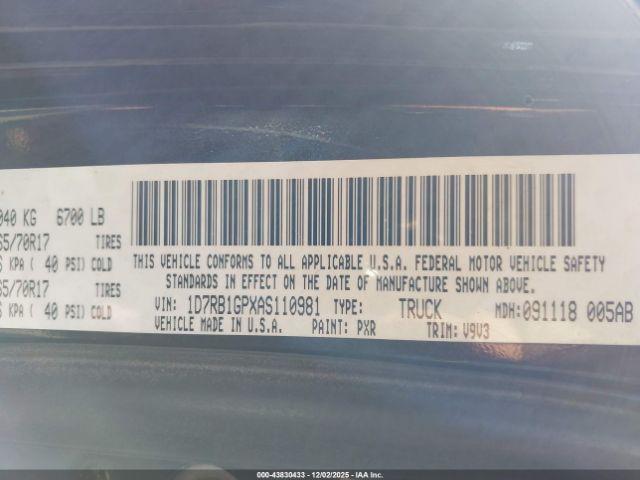 040 KG 6700 LB
65/70R17 TIRES
KPA ( 40 PSI) COLD
65/70R17 TIRES
KPA ( 40 PSI) COLD
THIS VEHICLE CONFORMS TO ALL APPLICABLE U.S.A. FEDERAL MOTOR VEHICLE SAFETY
STANDARDS IN EFFECT ON THE DATE OF MANUFACTURE SHOWN ABOVE.
VIN: 1D7RB1GPXAS110981 TYPE: TRUCK MDH:091118 005AB
VEHICLE MADE IN U.S.A. PAINT: PXR TRIM: V9V3
000-43830433 - 12/02/2025 - IAA Inc.